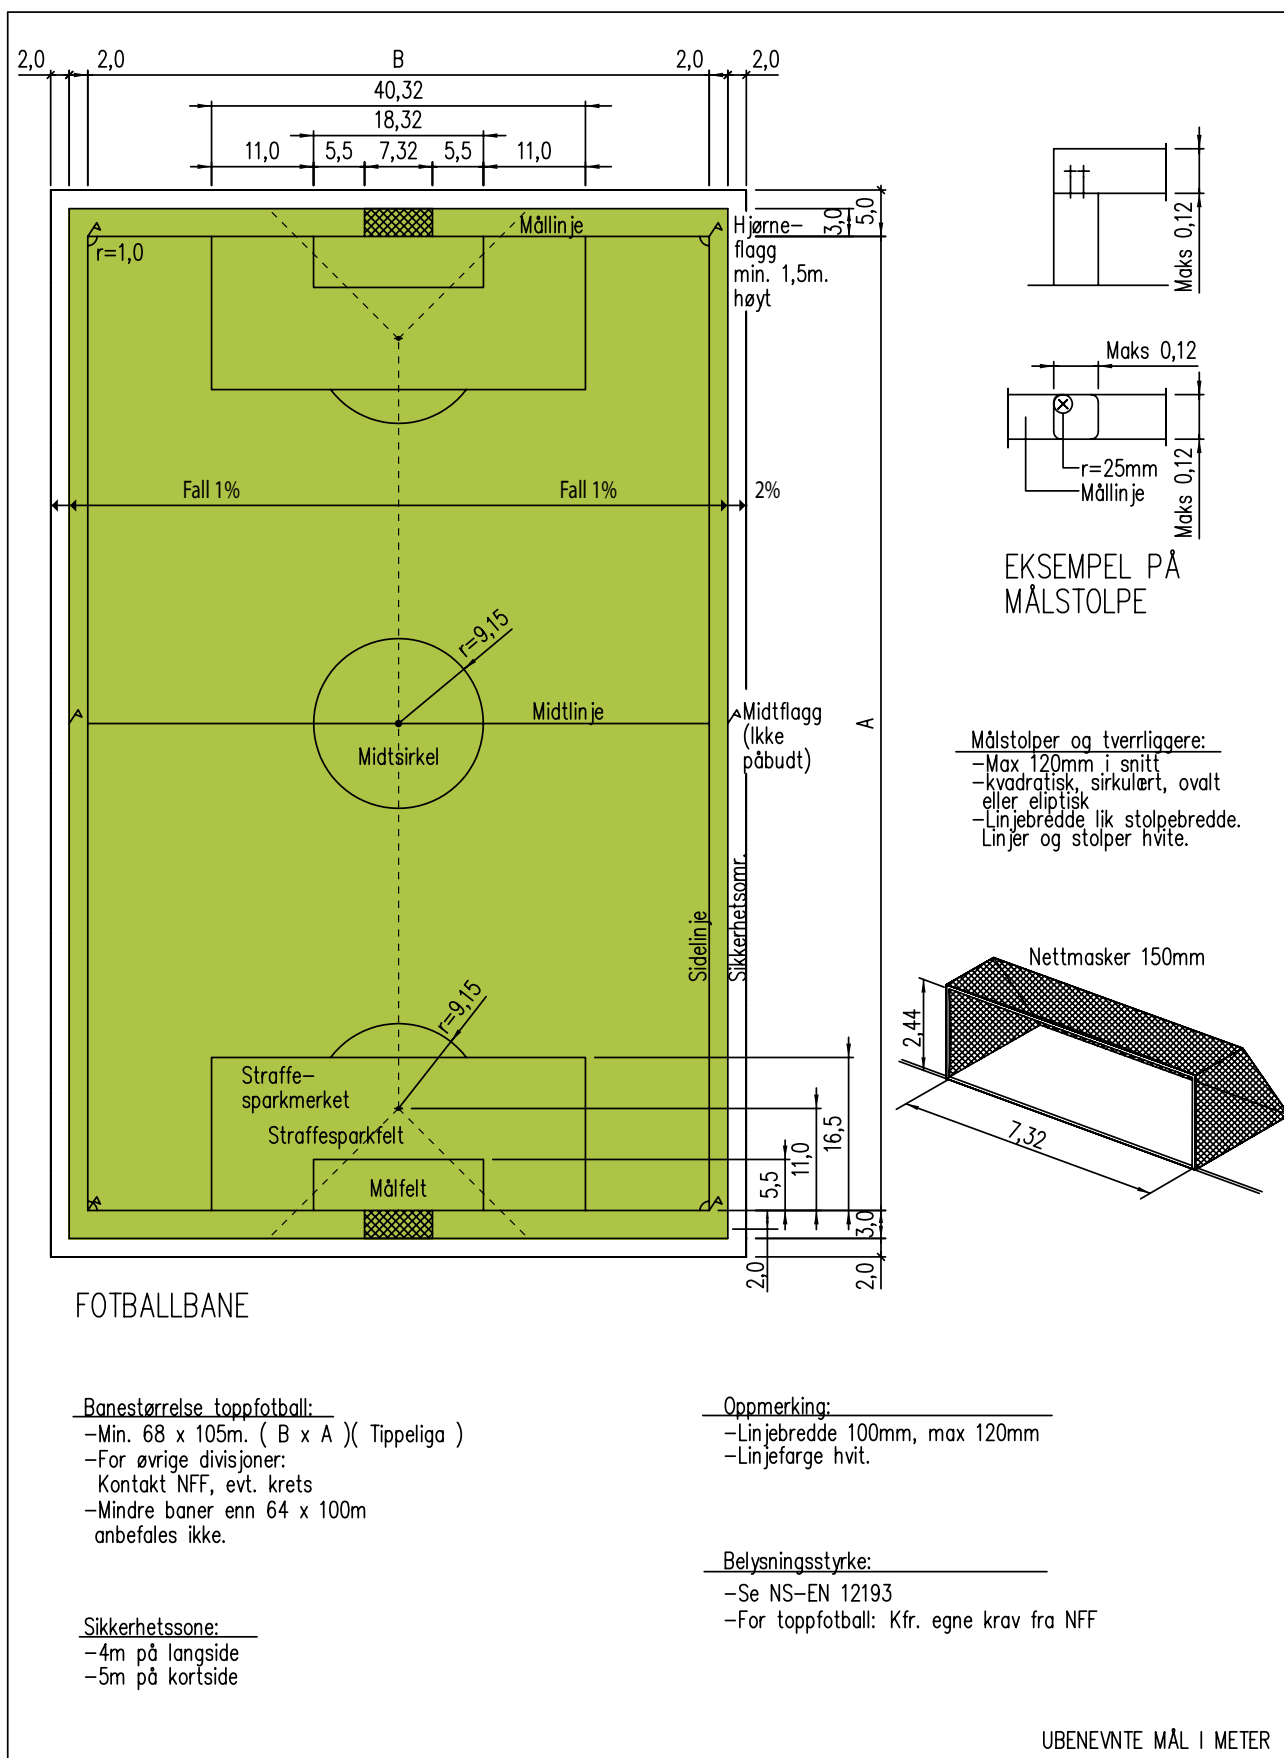 2,0 2,0 B 2,0 2,0
40,32
18,32
11,0 5,5 7,32 5,5 11,0
Mållinje
r=1,0
Hjørne-
flagg
min. 1,5m.
høyt
3,0
5,0
Fall 1%
Fall 1%
2%
r=9,15
Midtlinje
Midtsirkel
Midtflagg
(Ikke
påbudt)
A
Sidelinje
Sikkerhetsomr.
r=9,15
Straffe-
sparkmerket
Straffesparkfelt
Målfelt
5,5
11,0
16,5
3,0
2,0
2,0
FOTBALLBANE
Maks 0,12
Maks 0,12
Maks 0,12
r=25mm
Mållinje
EKSEMPEL PÅ
MÅLSTOLPE
Målstolper og tverrliggere:
-Max 120mm i snitt
-kvadratisk, sirkulært, ovalt
eller eliptisk
-Linjebredde lik stolpebredde.
Linjer og stolper hvite.
Nettmasker 150mm
2,44
7,32
Banestørrelse toppfotball:
-Min. 68 x 105m. ( B x A )( Tippeliga )
-For øvrige divisjoner:
Kontakt NFF, evt. krets
-Mindre baner enn 64 x 100m
anbefales ikke.
Sikkerhetssone:
-4m på langside
-5m på kortside
Oppmerking:
-Linjebredde 100mm, max 120mm
-Linjefarge hvit.
Belysningsstyrke:
-Se NS-EN 12193
-For toppfotball: Kfr. egne krav fra NFF
UBENEVNTE MÅL I METER